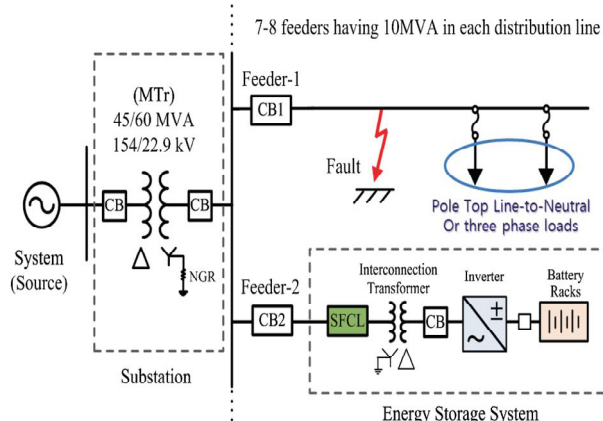 7-8 feeders having 10MVA in each distribution line
Feeder-1
(MTr)
45/60 MVA
154/22.9 kV
CB1
CB
CB
Fault
Pole Top Line-to-Neutral
Or three phase loads
System
(Source)
NGR
Feeder-2
CB2
Interconnection
Transformer
Inverter
Battery
Racks
SFCL
CB
Substation
Energy Storage System